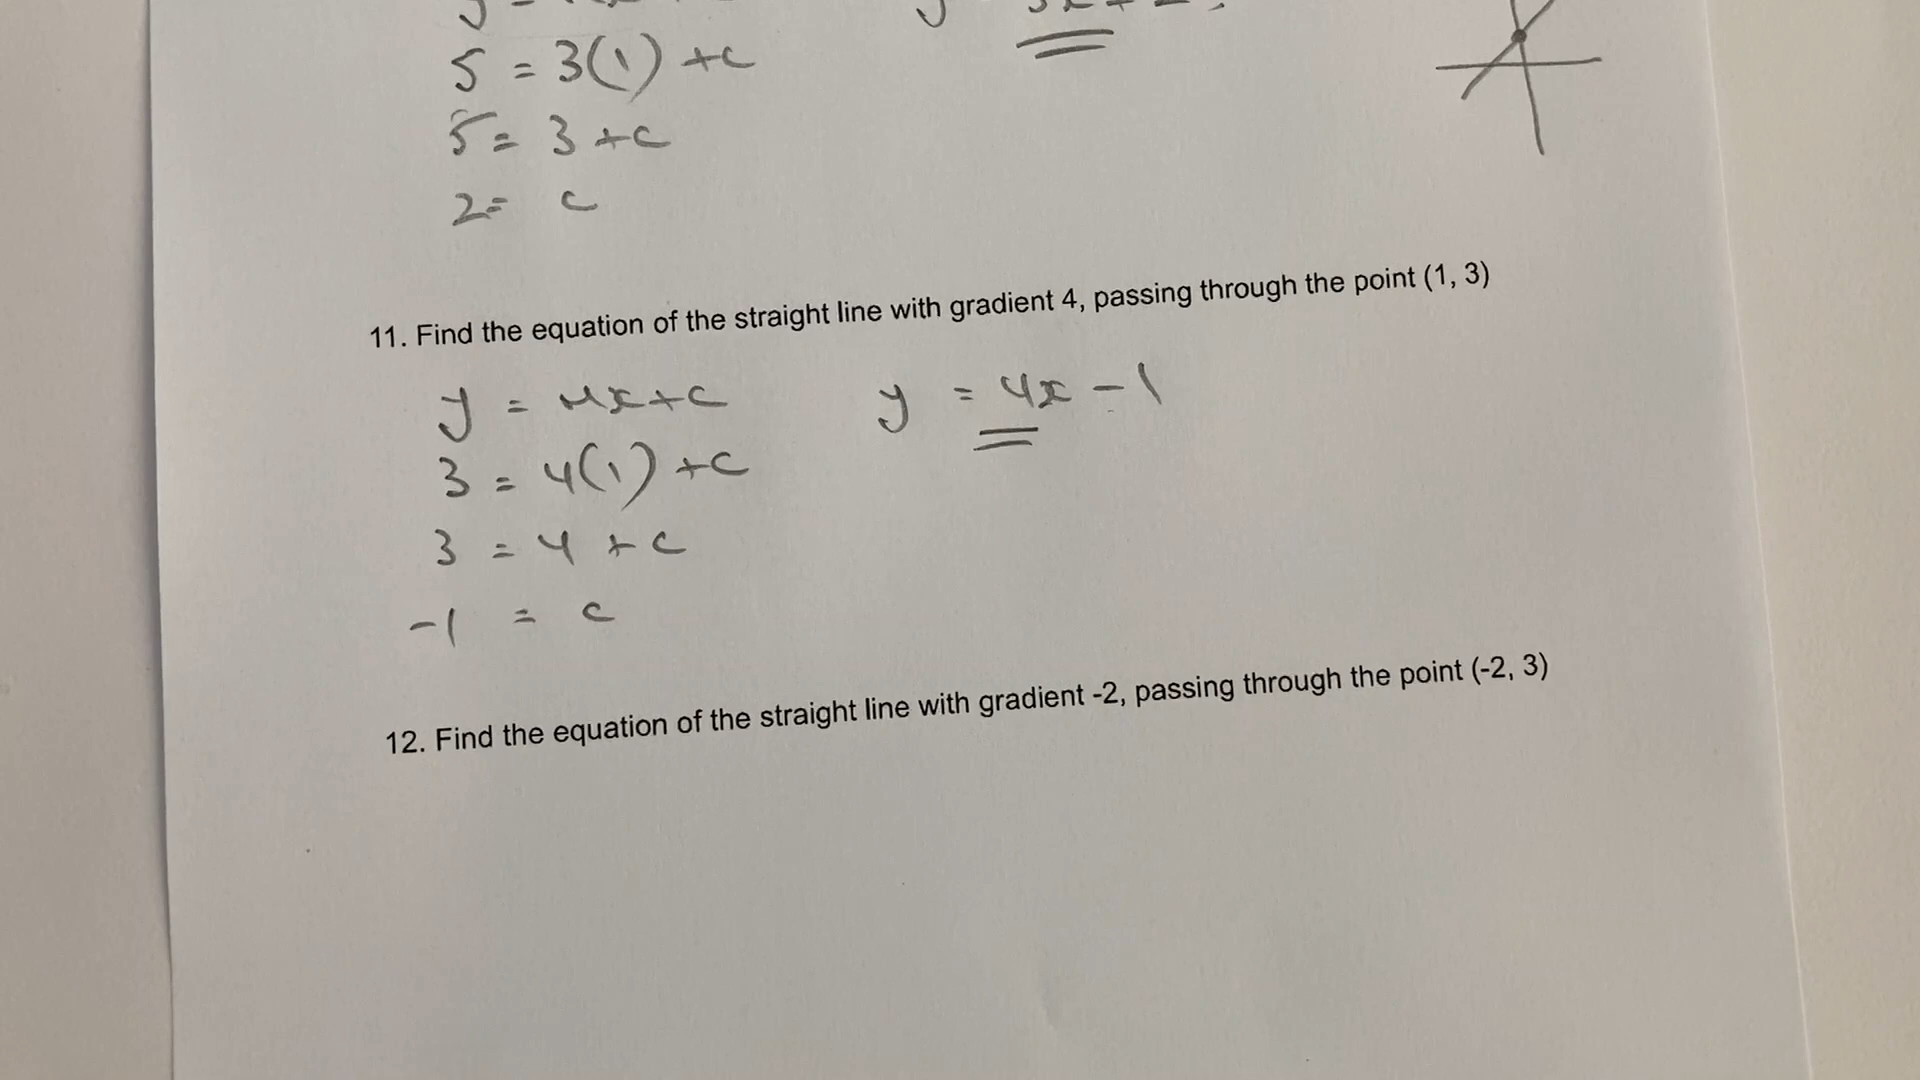 5 = 3(1) +c
5 = 3 +c
2 = c
11. Find the equation of the straight line with gradient 4, passing through the point (1, 3)
y = mx+c
y = 4x - 1
3 = 4(1) +c
3 = 4 + c
-1 = c
12. Find the equation of the straight line with gradient -2, passing through the point (-2, 3)